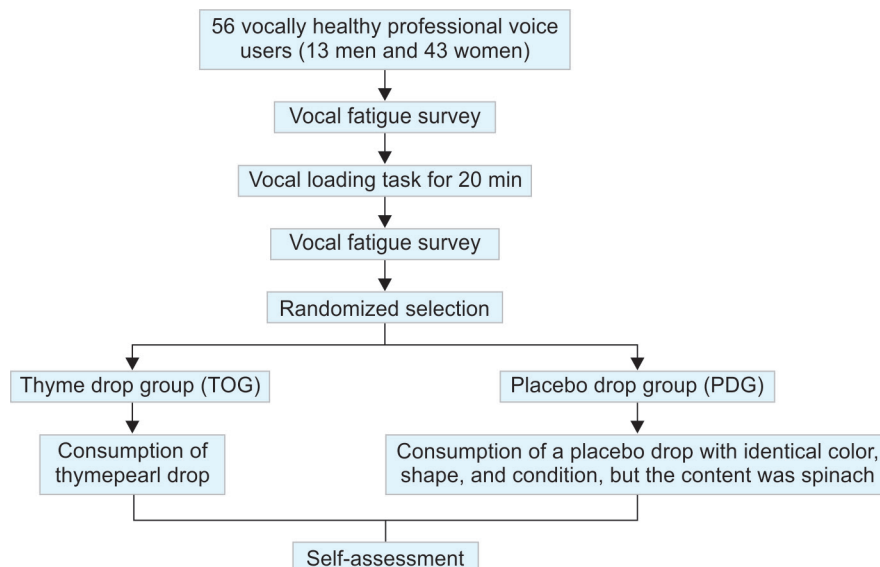 56 vocally healthy professional voice
users (13 men and 43 women)
Vocal fatigue survey
Vocal loading task for 20 min
Vocal fatigue survey
Randomized selection
Thyme drop group (TOG)
Placebo drop group (PDG)
Consumption of
thymepearl drop
Consumption of a placebo drop with identical color,
shape, and condition, but the content was spinach
Self-assessment